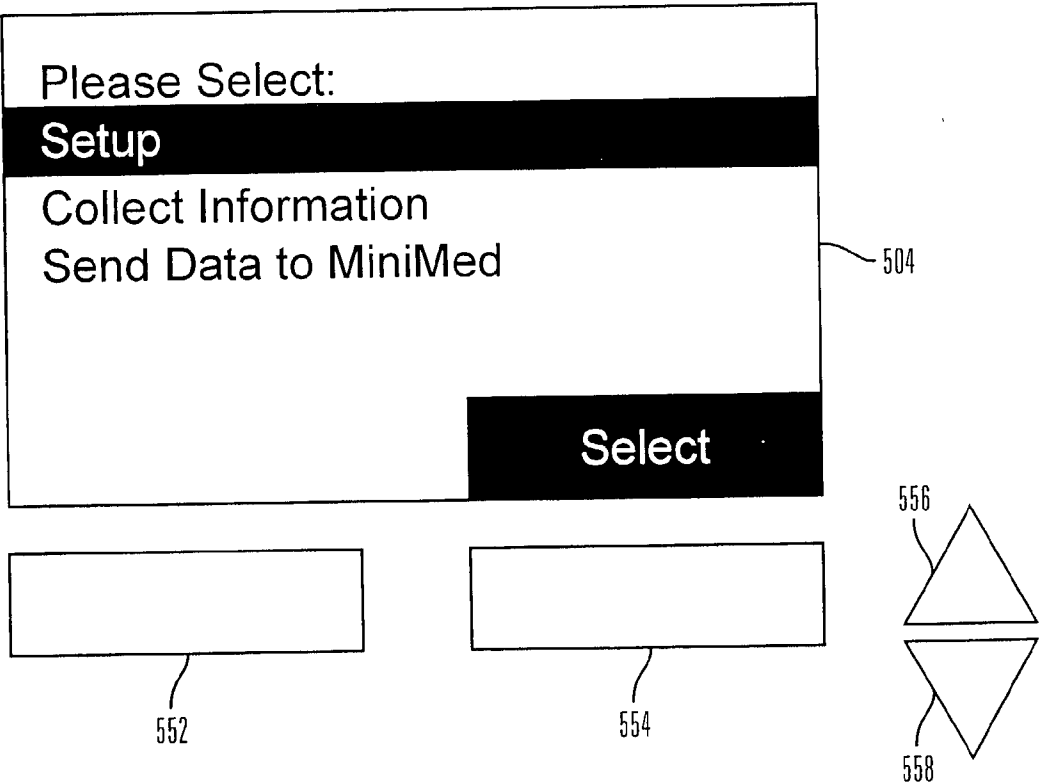 Please Select:
Setup
Collect Information
Send Data to MiniMed
504
Select
556
552
554
558